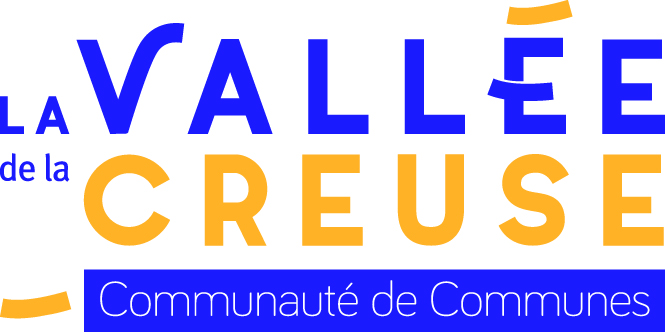 LA VALLÉE
de la CREUSE
Communauté de Communes